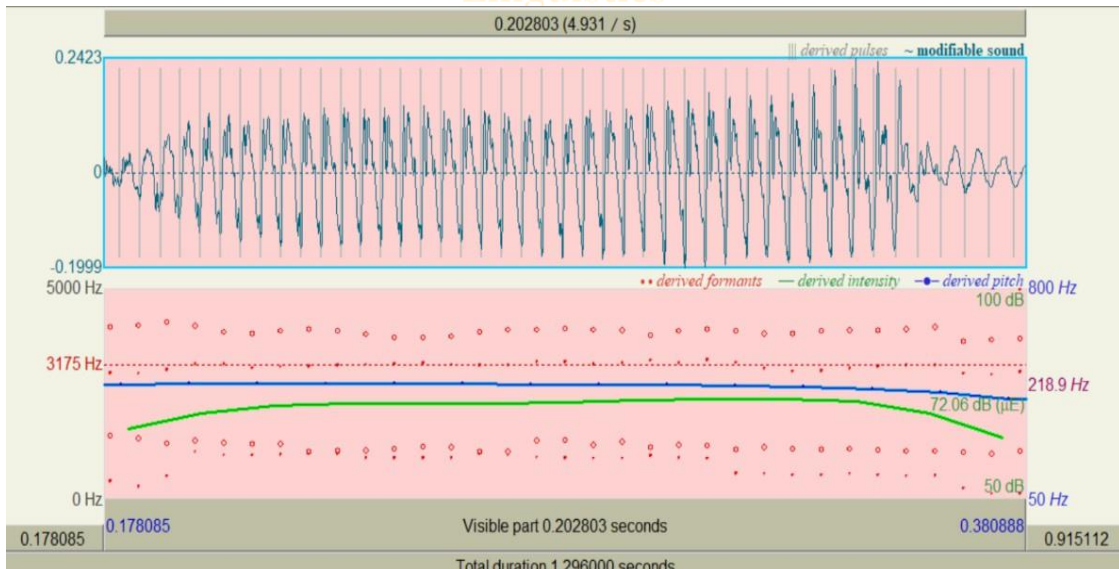 0.202803 (4.931 / s)
0.2423
||| derived pulses ~ modifiable sound
0
-0.1999
•• derived formants — derived intensity —●— derived pitch
5000 Hz 800 Hz
100 dB
3175 Hz
218.9 Hz
72.06 dB (µE)
50 dB
0 Hz 50 Hz
0.178085 Visible part 0.202803 seconds 0.380888
0.178085 0.915112
Total duration 1.296000 seconds